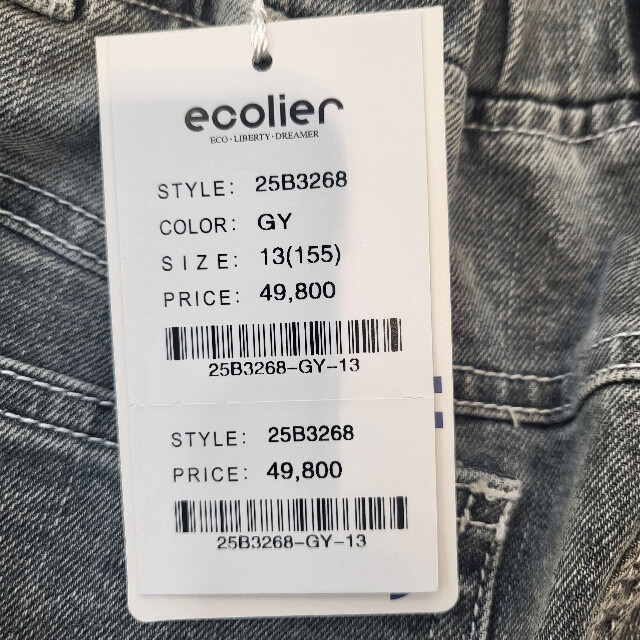 ecolier
ECO·LIBERTY·DREAMER
STYLE: 25B3268
COLOR: GY
SIZE: 13(155)
PRICE: 49,800
25B3268-GY-13
STYLE: 25B3268
PRICE: 49,800
25B3268-GY-13